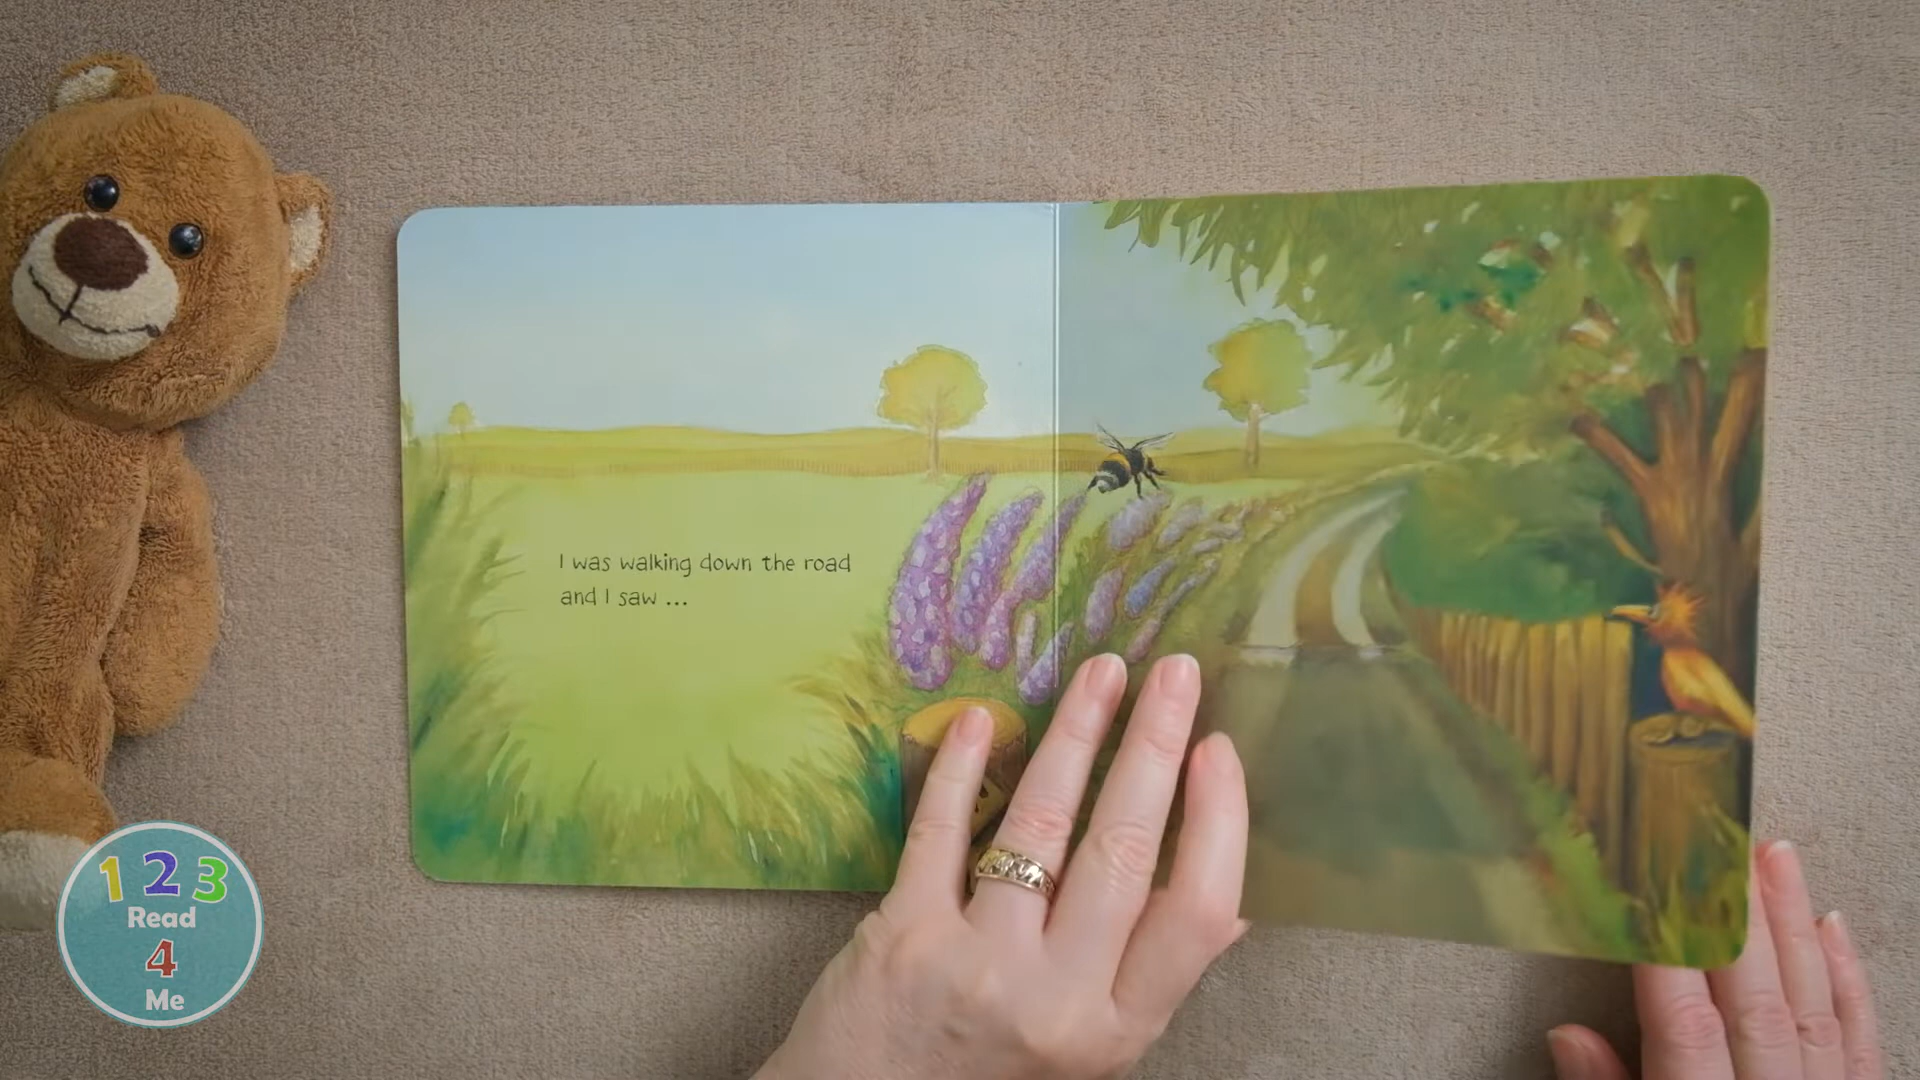 I was walking down the road
and I saw ...
1 2 3
Read
4
Me